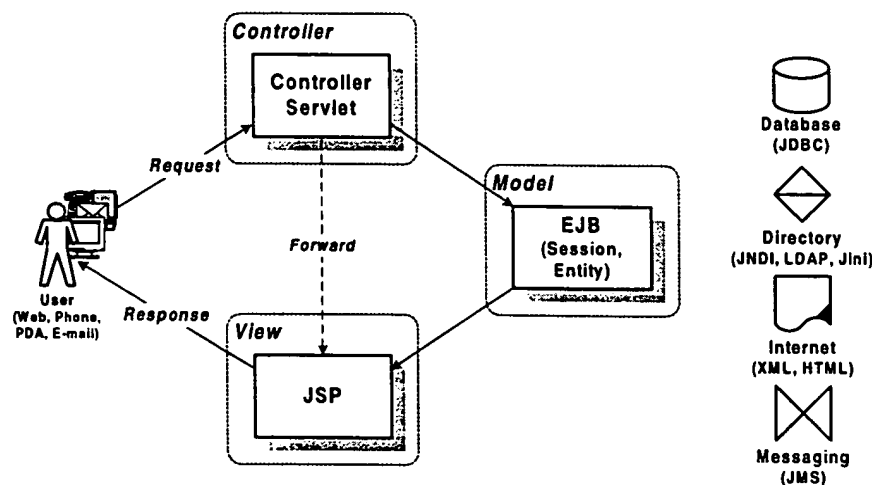 Controller
Controller
Servlet
Request
Model
EJB
(Session,
Entity)
Forward
User
(Web, Phone,
PDA, E-mail)
Response
View
JSP
Database
(JDBC)
Directory
(JNDI, LDAP, Jini)
Internet
(XML, HTML)
Messaging
(JMS)